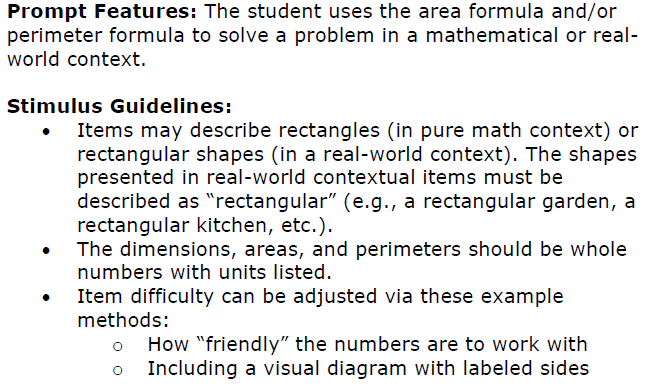 Prompt Features: The student uses the area formula and/or
perimeter formula to solve a problem in a mathematical or real-
world context.
Stimulus Guidelines:
• Items may describe rectangles (in pure math context) or
rectangular shapes (in a real-world context). The shapes
presented in real-world contextual items must be
described as “rectangular” (e.g., a rectangular garden, a
rectangular kitchen, etc.).
• The dimensions, areas, and perimeters should be whole
numbers with units listed.
• Item difficulty can be adjusted via these example
methods:
o How “friendly” the numbers are to work with
o Including a visual diagram with labeled sides